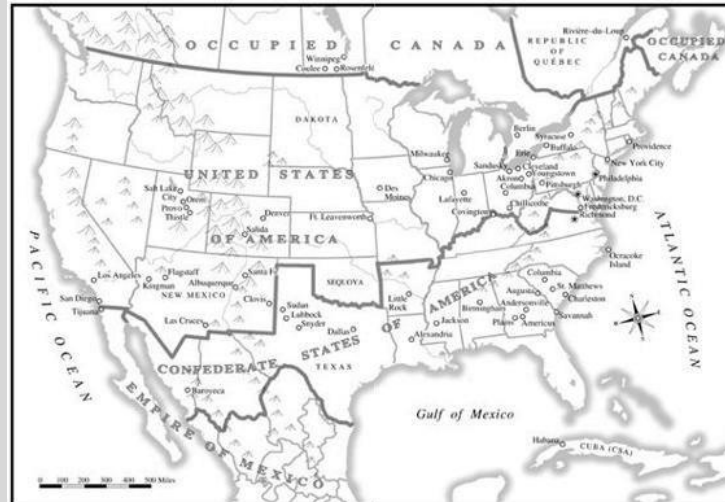 OCCUPIED CANADA
REPUBLIC
OF
QUÉBEC
Rivière-du-Loup
OCCUPIED
CANADA
Winnipeg
Coulee
Rosenfeld
DAKOTA
Berlin
Syracuse
Buffalo
Milwaukee
Erie
Providence
Sandusky
Cleveland
New York City
Chicago
Akron
Youngstown
Philadelphia
UNITED STATES
Columbus
Pittsburgh
Salt Lake
City
Orem
Provo
Thistle
Des
Moines
Lafayette
Washington, D.C.
Covington
Chillicothe
Fredericksburg
Denver
Ft. Leavenworth
Richmond
Salida
OF AMERICA
ATLANTIC OCEAN
PACIFIC OCEAN
Ocracoke
Island
Los Angeles
Flagstaff
Santa Fe
SEQUOYA
Kingman
Albuquerque
Columbia
NEW MEXICO
Little
Rock
St. Matthews
San Diego
Clovis
Sudan
Augusta
Charleston
Tijuana
Lubbock
Birmingham
Andersonville
Las Cruces
Snyder
Dallas
Jackson
Plains
Americus
Savannah
Alexandria
CONFEDERATE STATES OF AMERICA
TEXAS
Baroyeca
Gulf of Mexico
EMPIRE OF MEXICO
Habana
CUBA (CSA)
0 100 200 300 400 500 Miles